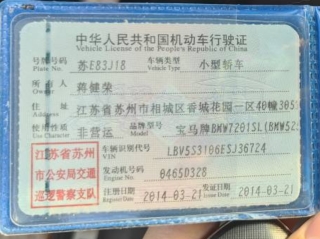 中华人民共和国机动车行驶证
Vehicle License of the People's Republic of China
号牌号码 苏E83J18 车辆类型 小型轿车
Plate No. Vehicle Type
所有人 蒋健荣
Owner
住址 江苏省苏州市相城区香城花园一区40幢305
Address
使用性质 非营运 品牌型号 宝马牌BMW7201SL(BMW52
Use Character Model
江苏省苏州 车辆识别代号 LBV5S3106ESJ36724
VIN
市公安局交通 发动机号码 0465D328
Engine No.
巡逻警察支队 注册日期 2014-03-21 发证日期 2014-03-21
Register Date Issue Date